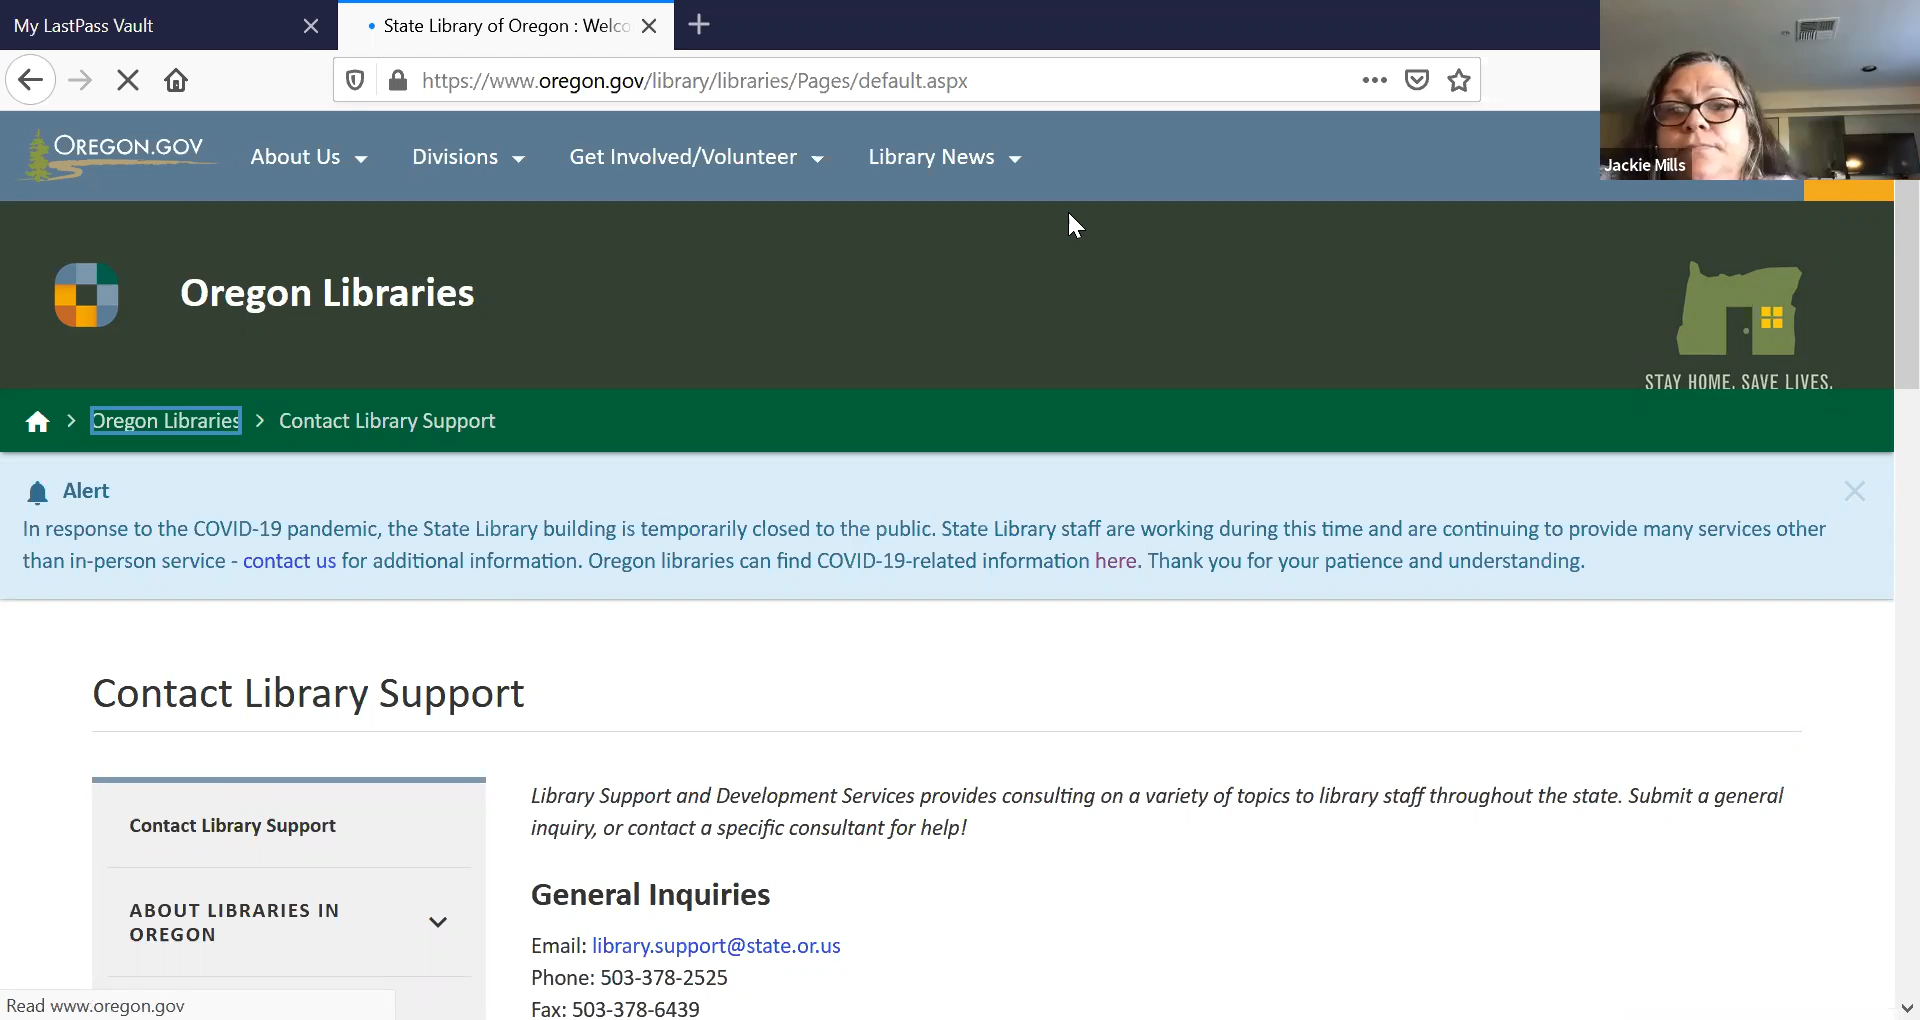 My LastPass Vault
State Library of Oregon : Welco
https://www.oregon.gov/library/libraries/Pages/default.aspx
OREGON.GOV
About Us
Divisions
Get Involved/Volunteer
Library News
Jackie Mills
Oregon Libraries
STAY HOME. SAVE LIVES.
Oregon Libraries > Contact Library Support
Alert
In response to the COVID-19 pandemic, the State Library building is temporarily closed to the public. State Library staff are working during this time and are continuing to provide many services other
than in-person service - contact us for additional information. Oregon libraries can find COVID-19-related information here. Thank you for your patience and understanding.
Contact Library Support
Contact Library Support
ABOUT LIBRARIES IN
OREGON
Library Support and Development Services provides consulting on a variety of topics to library staff throughout the state. Submit a general
inquiry, or contact a specific consultant for help!
General Inquiries
Email: library.support@state.or.us
Phone: 503-378-2525
Fax: 503-378-6439
Read www.oregon.gov